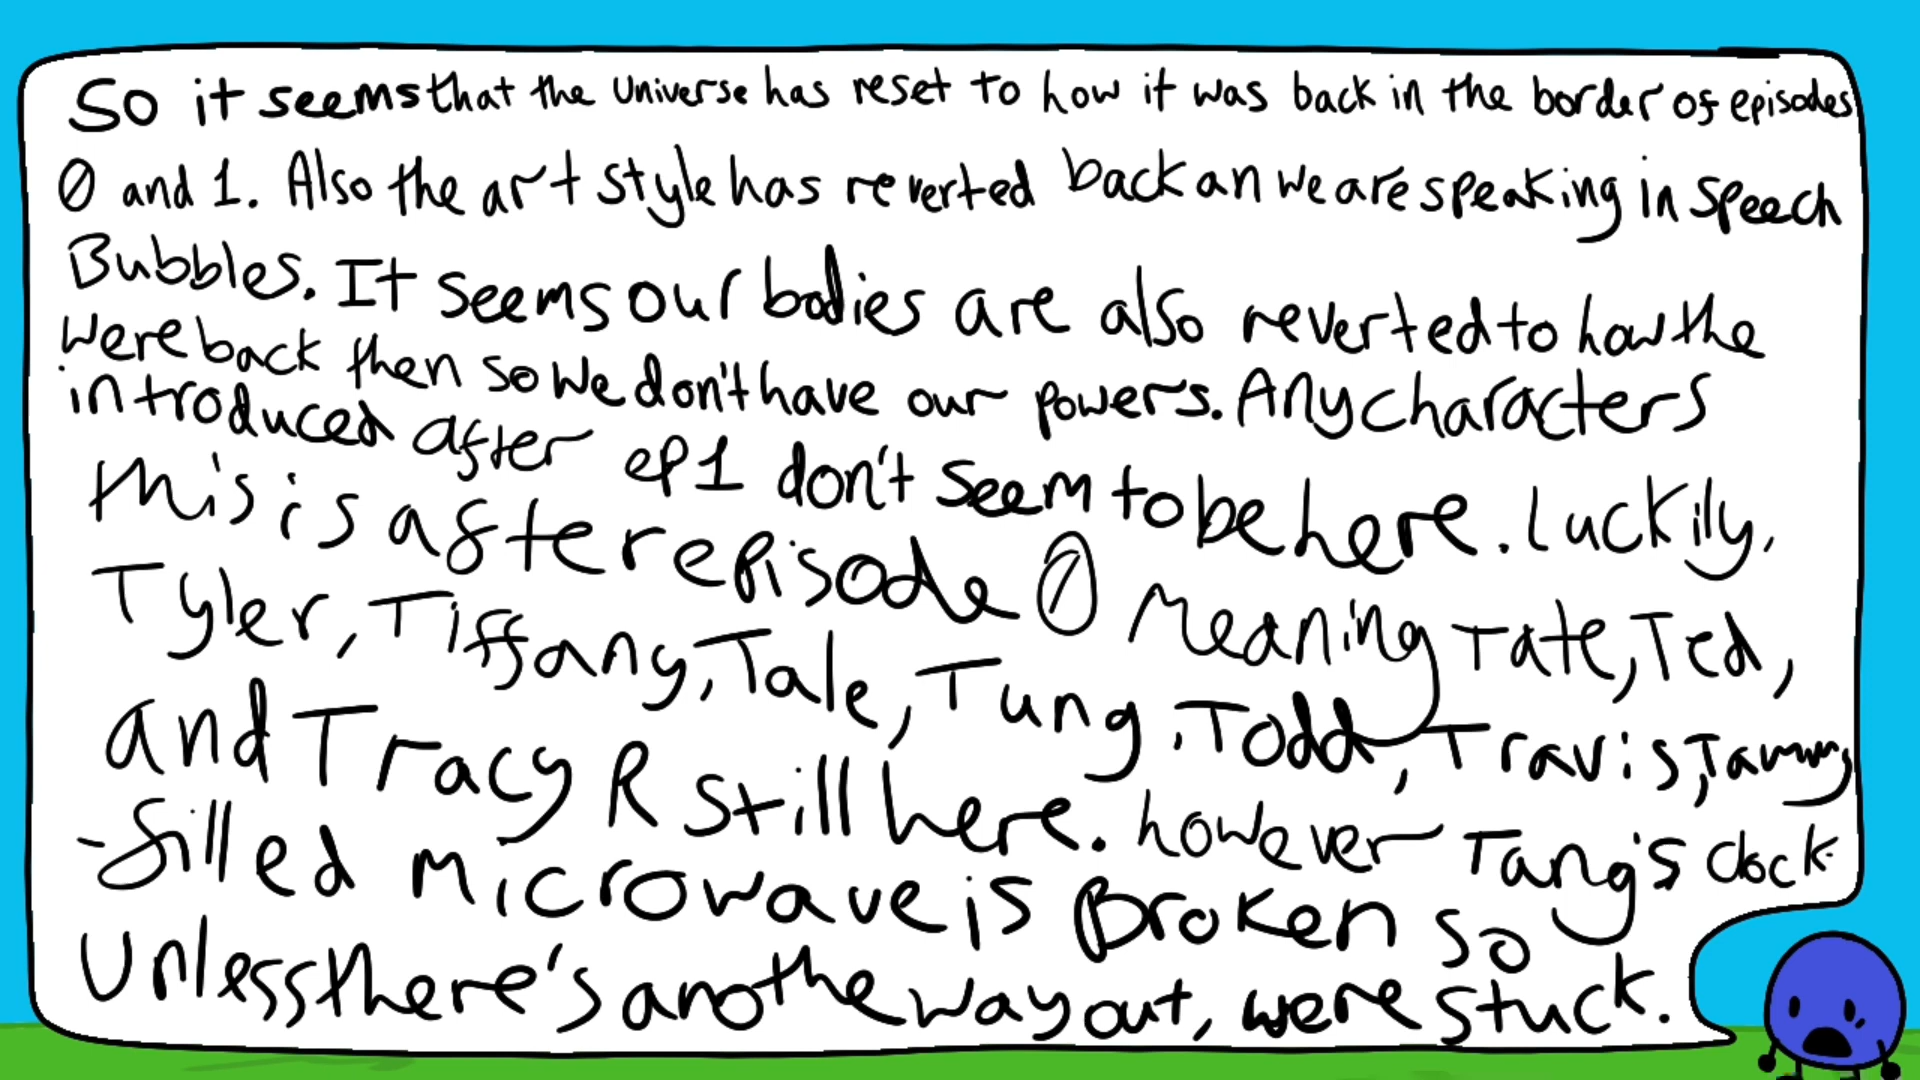 So it seems that the Universe has reset to how it was back in the border of episodes
0 and 1. Also the art style has reverted back an we are speaking in speech
Bubbles. It seems our bodies are also reverted to how the
were back then so we don't have our powers. Any characters
introduced after ep 1 don't seem to be here. Luckily,
this is after episode 0 meaning Tate, Ted,
Tyler, Tiffany, Tale, Tung, Todd, Travis, Tammy
and Tracy R still here. however Tang's clock
-filled microwave is Broken so
Unless there's anothe way out, were stuck.